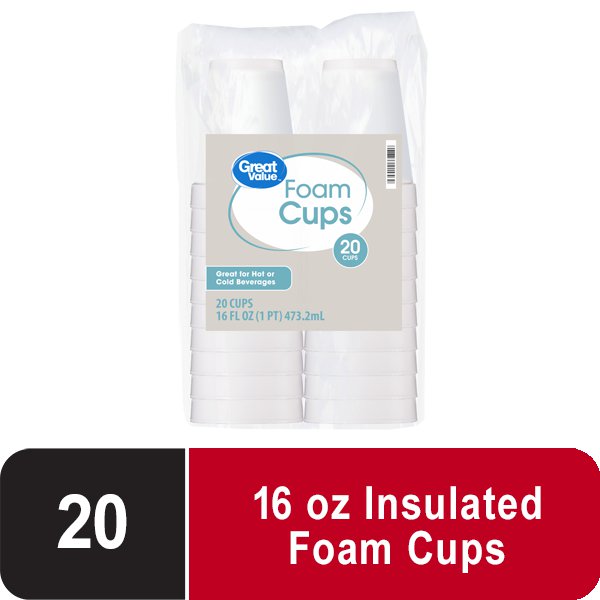 Great
Value™
Foam
Cups
20
CUPS
Great for Hot or
Cold Beverages
20 CUPS
16 FL OZ (1 PT) 473.2mL
20
16 oz Insulated
Foam Cups